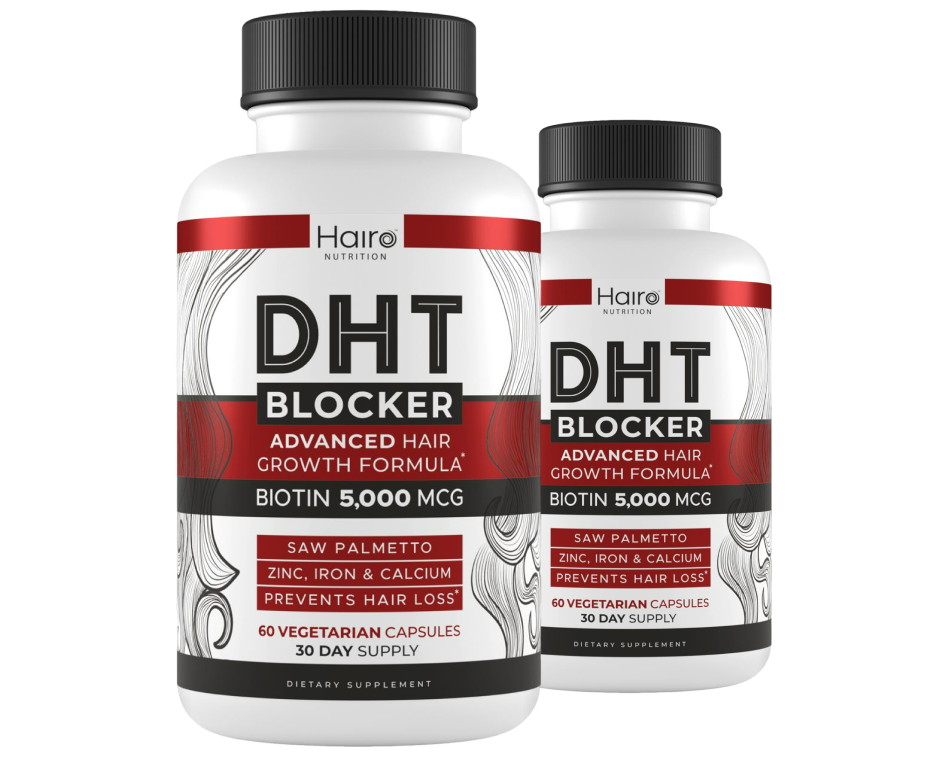 Hairo™
NUTRITION
DHT
BLOCKER
ADVANCED HAIR
GROWTH FORMULA*
BIOTIN 5,000 MCG
SAW PALMETTO
ZINC, IRON & CALCIUM
PREVENTS HAIR LOSS*
60 VEGETARIAN CAPSULES
30 DAY SUPPLY
DIETARY SUPPLEMENT
Hairo
NUTRITION
DHT
BLOCKER
ADVANCED HAIR
GROWTH FORMULA*
BIOTIN 5,000 MCG
SAW PALMETTO
ZINC, IRON & CALCIUM
PREVENTS HAIR LOSS*
60 VEGETARIAN CAPSULES
30 DAY SUPPLY
DIETARY SUPPLEMENT